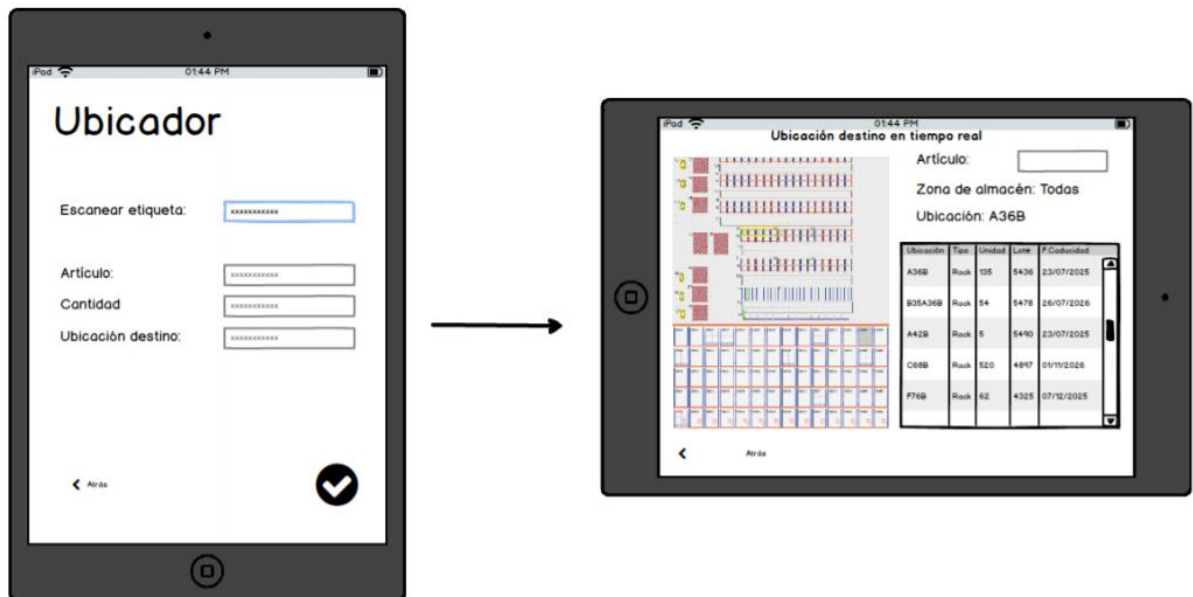 iPad
01:44 PM
Ubicador
Escanear etiqueta:
xxxxxxxxxxx
Artículo:
xxxxxxxxxxx
Cantidad
xxxxxxxxxxx
Ubicación destino:
xxxxxxxxxxx
Atrás
iPad
01:44 PM
Ubicación destino en tiempo real
Artículo:
Zona de almacén: Todas
Ubicación: A36B
Ubicación Tipo Unidad Lote F.Caducidad
A36B Rack 135 5436 23/07/2025
B35A36B Rack 54 5478 26/07/2026
A42B Rack 5 5490 23/07/2025
C68B Rack 520 4897 01/11/2026
F76B Rack 62 4325 07/12/2025
Atrás